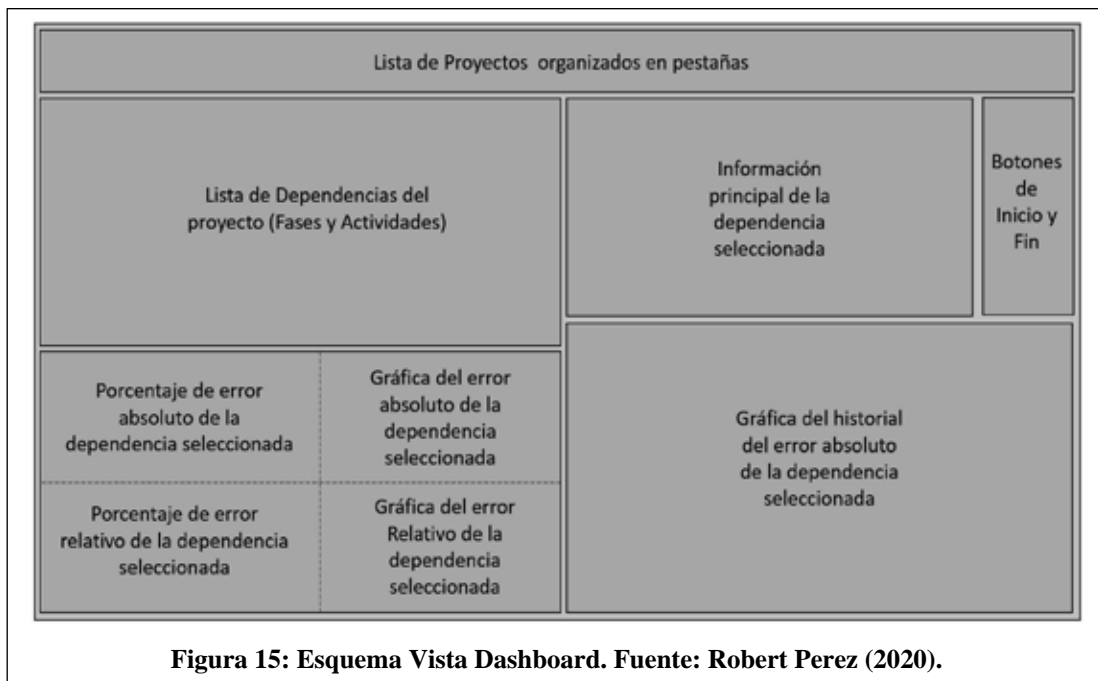 Lista de Proyectos organizados en pestañas
Lista de Dependencias del
proyecto (Fases y Actividades)
Información
principal de la
dependencia
seleccionada
Botones
de
Inicio y
Fin
Porcentaje de error
absoluto de la
dependencia seleccionada
Gráfica del error
absoluto de la
dependencia
seleccionada
Gráfica del historial
del error absoluto
de la dependencia
seleccionada
Porcentaje de error
relativo de la dependencia
seleccionada
Gráfica del error
Relativo de la
dependencia
seleccionada
Figura 15: Esquema Vista Dashboard. Fuente: Robert Perez (2020).